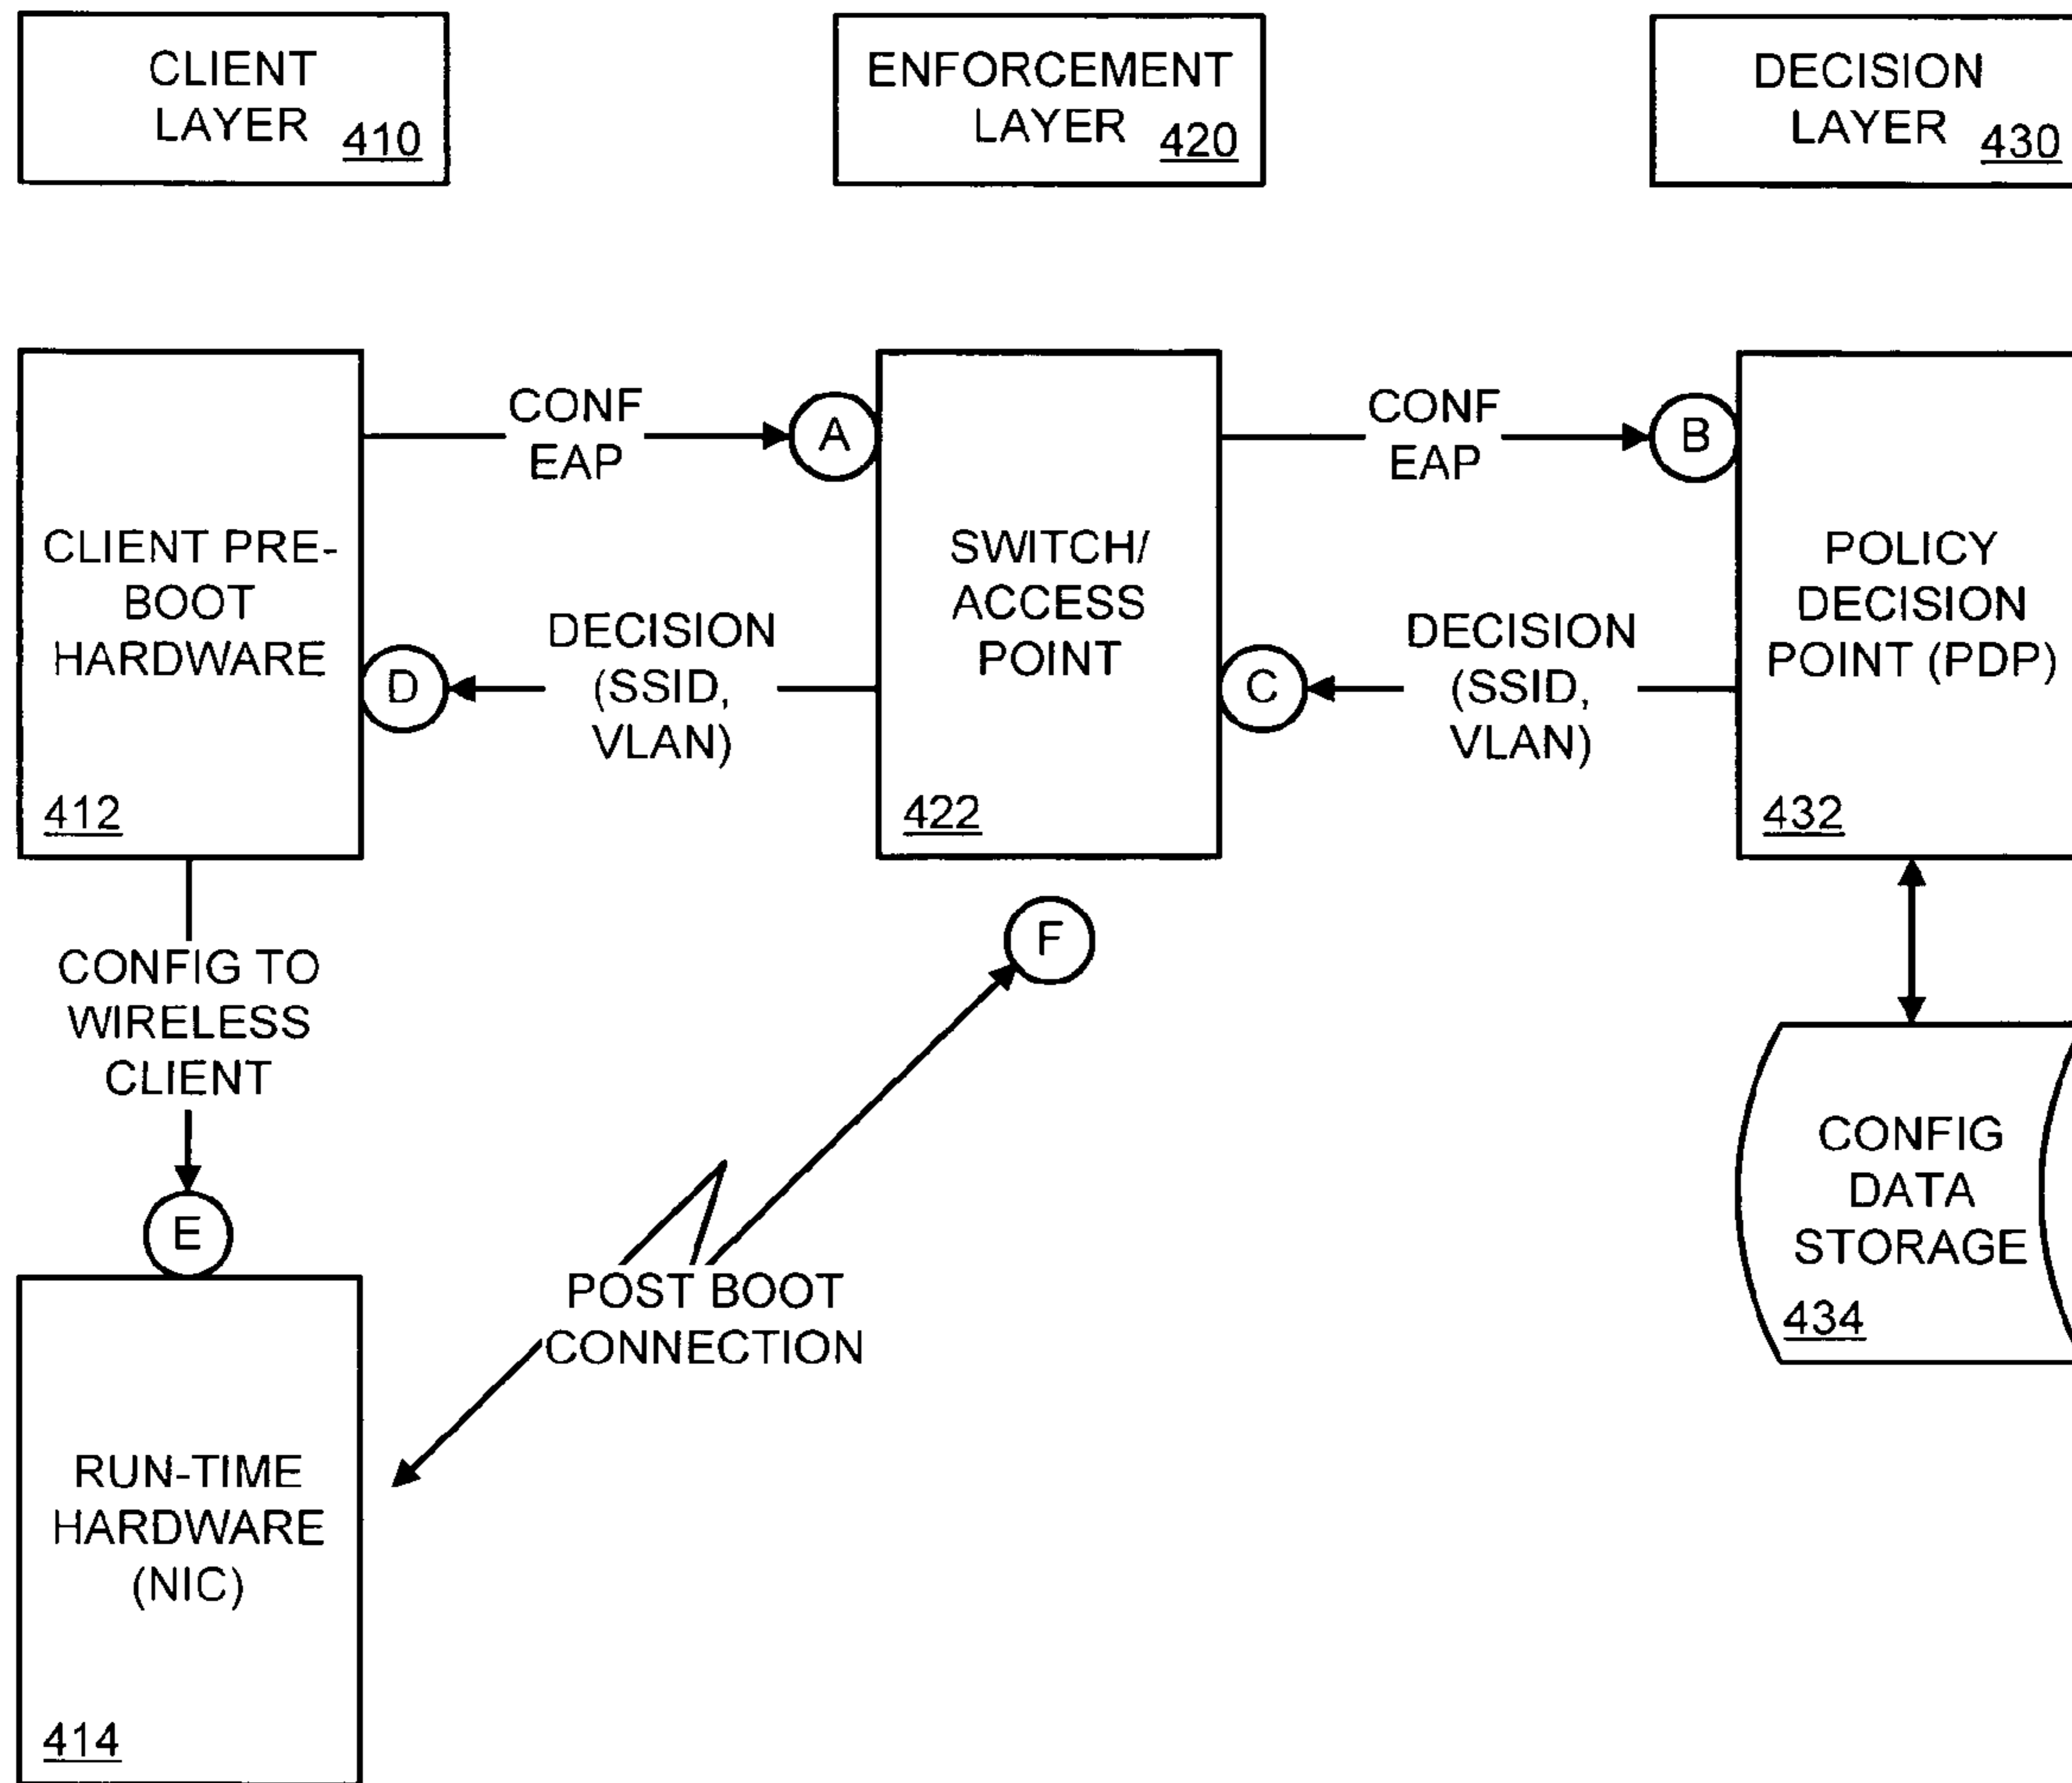 CLIENT
LAYER 410
ENFORCEMENT
LAYER 420
DECISION
LAYER 430
CLIENT PRE-
BOOT
HARDWARE
412
CONF
EAP
A
SWITCH/
ACCESS
POINT
422
CONF
EAP
B
POLICY
DECISION
POINT (PDP)
432
D
DECISION
(SSID,
VLAN)
C
DECISION
(SSID,
VLAN)
CONFIG TO
WIRELESS
CLIENT
F
E
POST BOOT
CONNECTION
CONFIG
DATA
STORAGE
434
RUN-TIME
HARDWARE
(NIC)
414